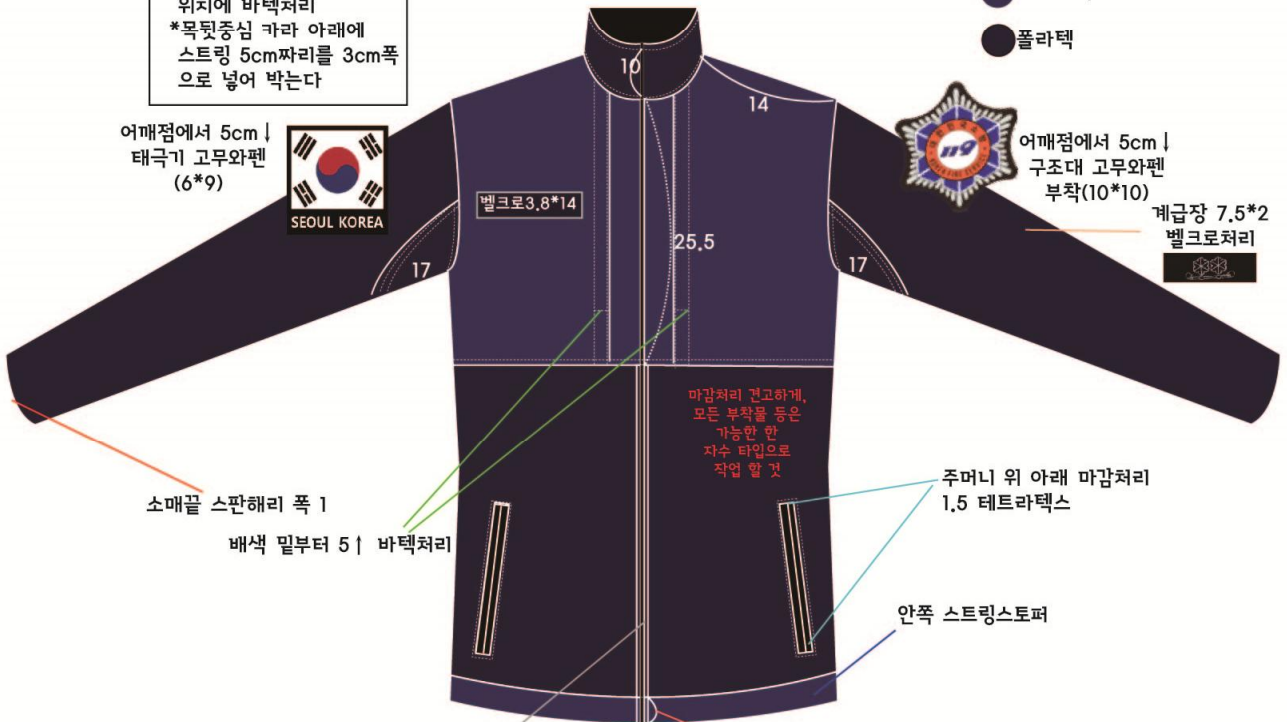 위치에 바텍처리
*목뒷중심 카라 아래에
스트링 5cm짜리를 3cm폭
으로 넣어 박는다
폴라텍
10
14
어깨점에서 5cm↓
태극기 고무와펜
(6*9)
SEOUL KOREA
119
어깨점에서 5cm↓
구조대 고무와펜
부착(10*10)
계급장 7.5*2
벨크로처리
벨크로3.8*14
25.5
17
17
마감처리 견고하게,
모든 부착물 등은
가능한 한
자수 타입으로
작업 할 것
소매끝 스판해리 폭 1
배색 밑부터 5↑ 바텍처리
주머니 위 아래 마감처리
1.5 테트라텍스
안쪽 스트링스토퍼